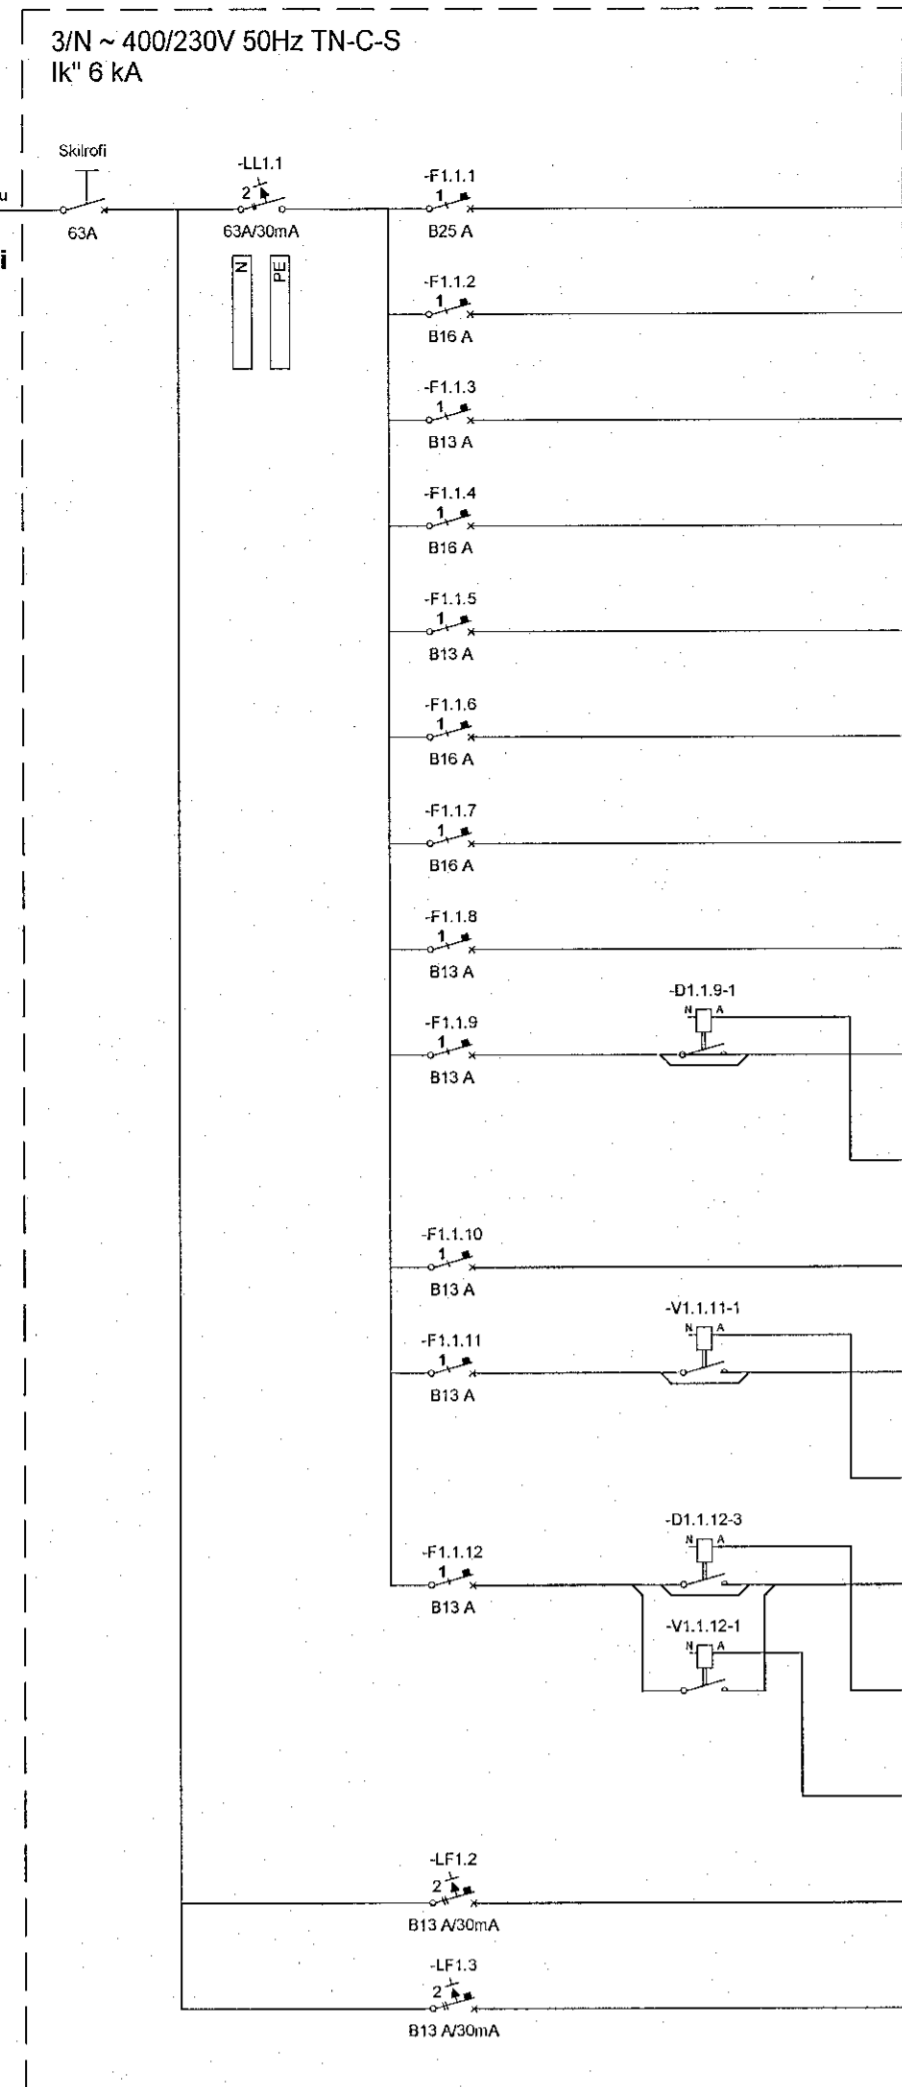 3/N ~ 400/230V 50Hz TN-C-S
Ik" 6 kA
Skilrofi
63A
-LL1.1
2
63A/30mA
N
PE
-F1.1.1
1
B25 A
-F1.1.2
1
B16 A
-F1.1.3
1
B13 A
-F1.1.4
1
B16 A
-F1.1.5
1
B13 A
-F1.1.6
1
B16 A
-F1.1.7
1
B16 A
-F1.1.8
1
B13 A
-F1.1.9
1
B13 A
-D1.1.9-1
N A
-F1.1.10
1
B13 A
-F1.1.11
1
B13 A
-V1.1.11-1
N A
-F1.1.12
1
B13 A
-D1.1.12-3
N A
-V1.1.12-1
N A
-LF1.2
2
B13 A/30mA
-LF1.3
2
B13 A/30mA